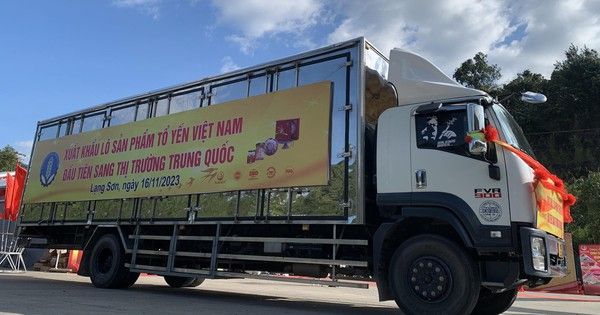 XUẤT KHẨU LÔ SẢN PHẨM TỔ YẾN VIỆT NAM
ĐẦU TIÊN SANG THỊ TRƯỜNG TRUNG QUỐC
Lạng Sơn, ngày 16/11/2023
FVR
900